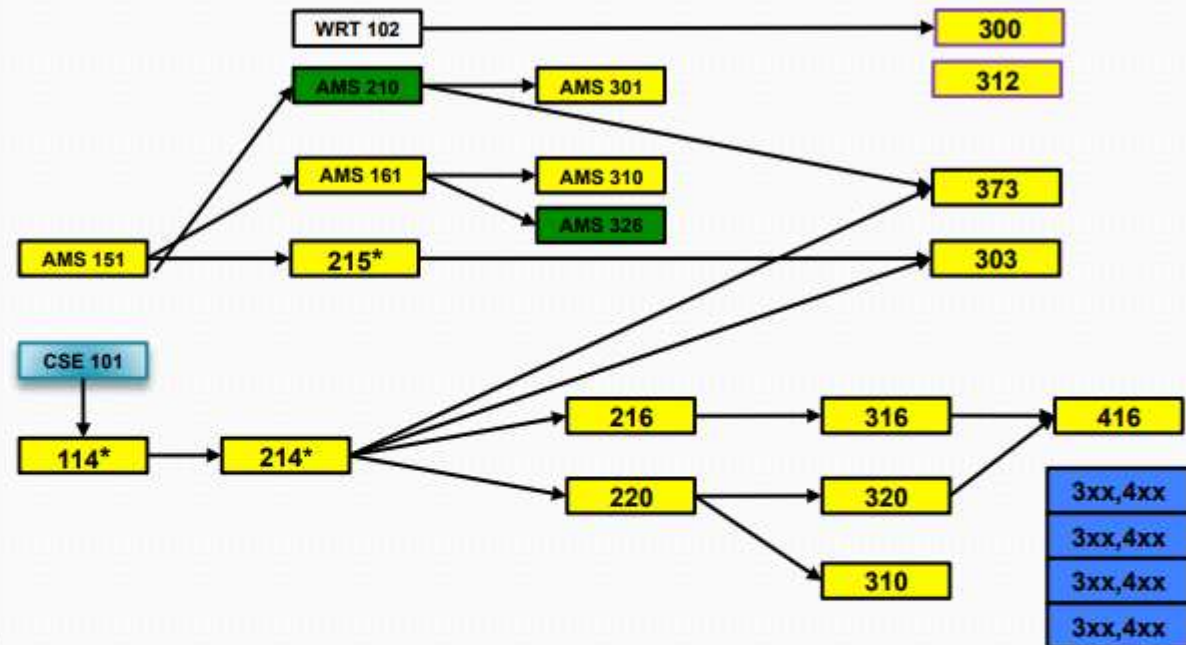 WRT 102
300
AMS 210
AMS 301
312
AMS 161
AMS 310
373
AMS 326
AMS 151
215*
303
CSE 101
216
316
416
114*
214*
220
320
3xx,4xx
3xx,4xx
310
3xx,4xx
3xx,4xx